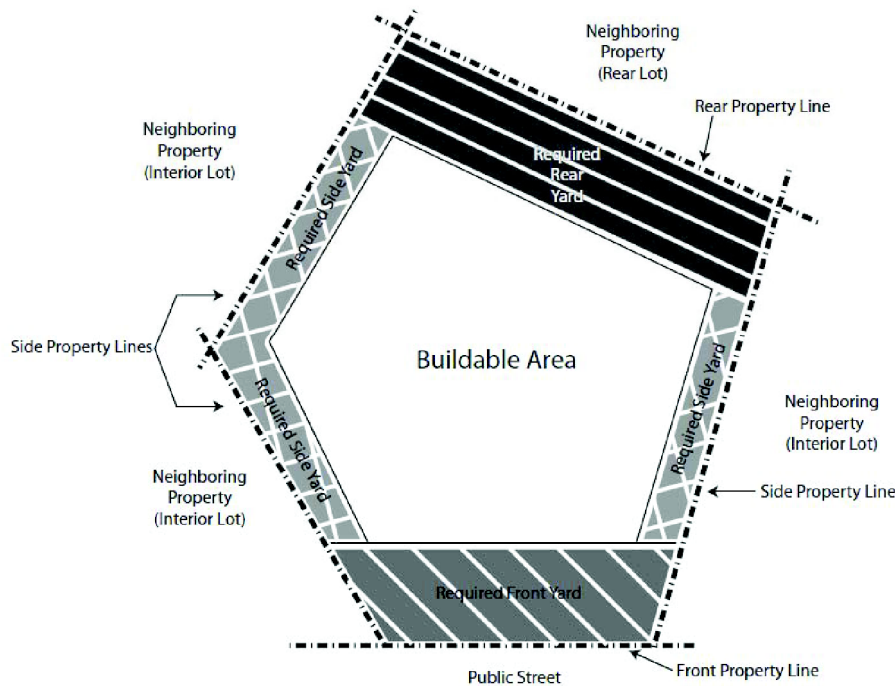 Neighboring
Property
(Rear Lot)
Rear Property Line
Neighboring
Property
(Interior Lot)
Required
Rear
Yard
Required Side Yard
Side Property Lines
Buildable Area
Required Side Yard
Required Side Yard
Neighboring
Property
(Interior Lot)
Neighboring
Property
(Interior Lot)
Side Property Line
Required Front Yard
Front Property Line
Public Street